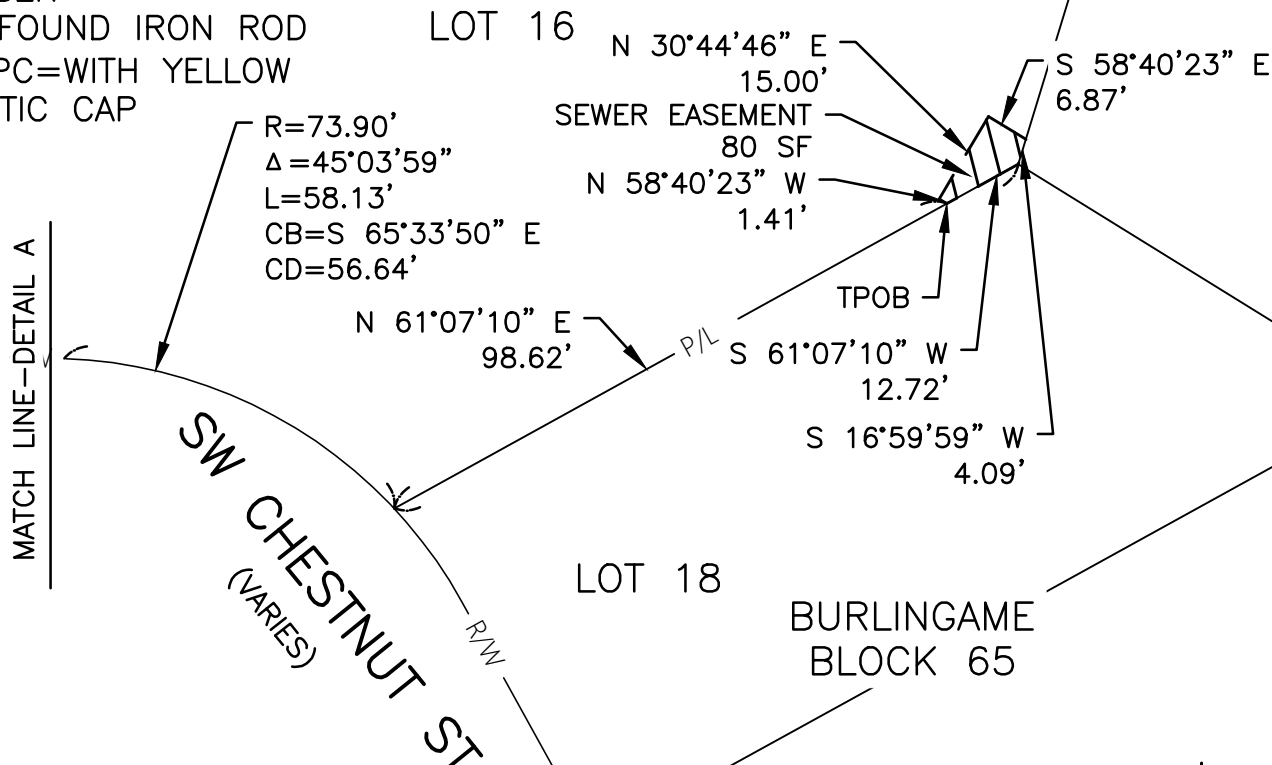 FOUND IRON ROD
PC=WITH YELLOW
TIC CAP
LOT 16
N 30°44'46" E
15.00'
S 58°40'23" E
6.87'
SEWER EASEMENT
80 SF
N 58°40'23" W
1.41'
R=73.90'
Δ=45°03'59"
L=58.13'
CB=S 65°33'50" E
CD=56.64'
MATCH LINE-DETAIL A
TPOB
N 61°07'10" E
98.62'
P/L
S 61°07'10" W
12.72'
S 16°59'59" W
4.09'
SW CHESTNUT ST
(VARIES)
R/W
LOT 18
BURLINGAME
BLOCK 65